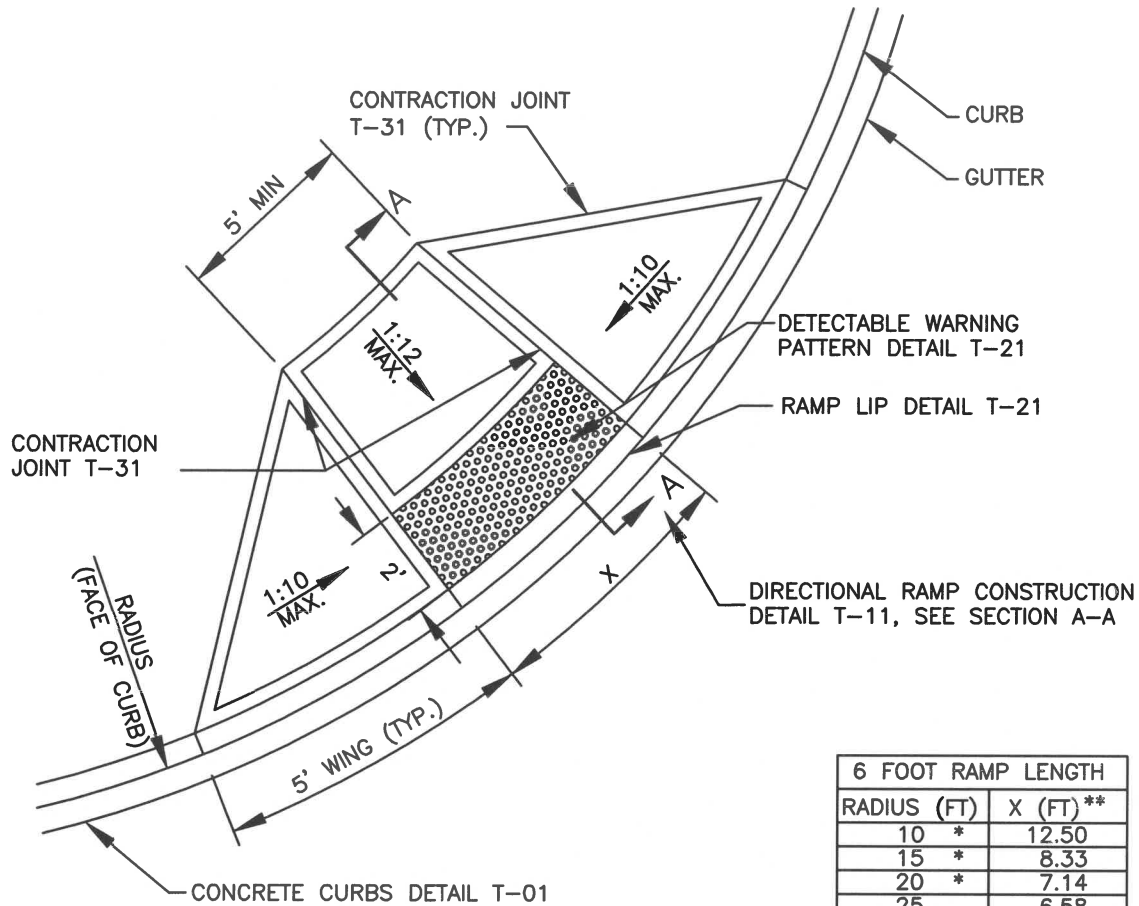 CONTRACTION JOINT
T-31 (TYP.)
CURB
GUTTER
5' MIN
A
1:10
MAX.
1:12
MAX.
DETECTABLE WARNING
PATTERN DETAIL T-21
RAMP LIP DETAIL T-21
CONTRACTION
JOINT T-31
A
2'
X
1:10
MAX.
DIRECTIONAL RAMP CONSTRUCTION
DETAIL T-11, SEE SECTION A-A
RADIUS
(FACE OF CURB)
5' WING (TYP.)
CONCRETE CURBS DETAIL T-01
6 FOOT RAMP LENGTH
RADIUS (FT) X (FT)**
10 * 12.50
15 * 8.33
20 * 7.14
25 6.58